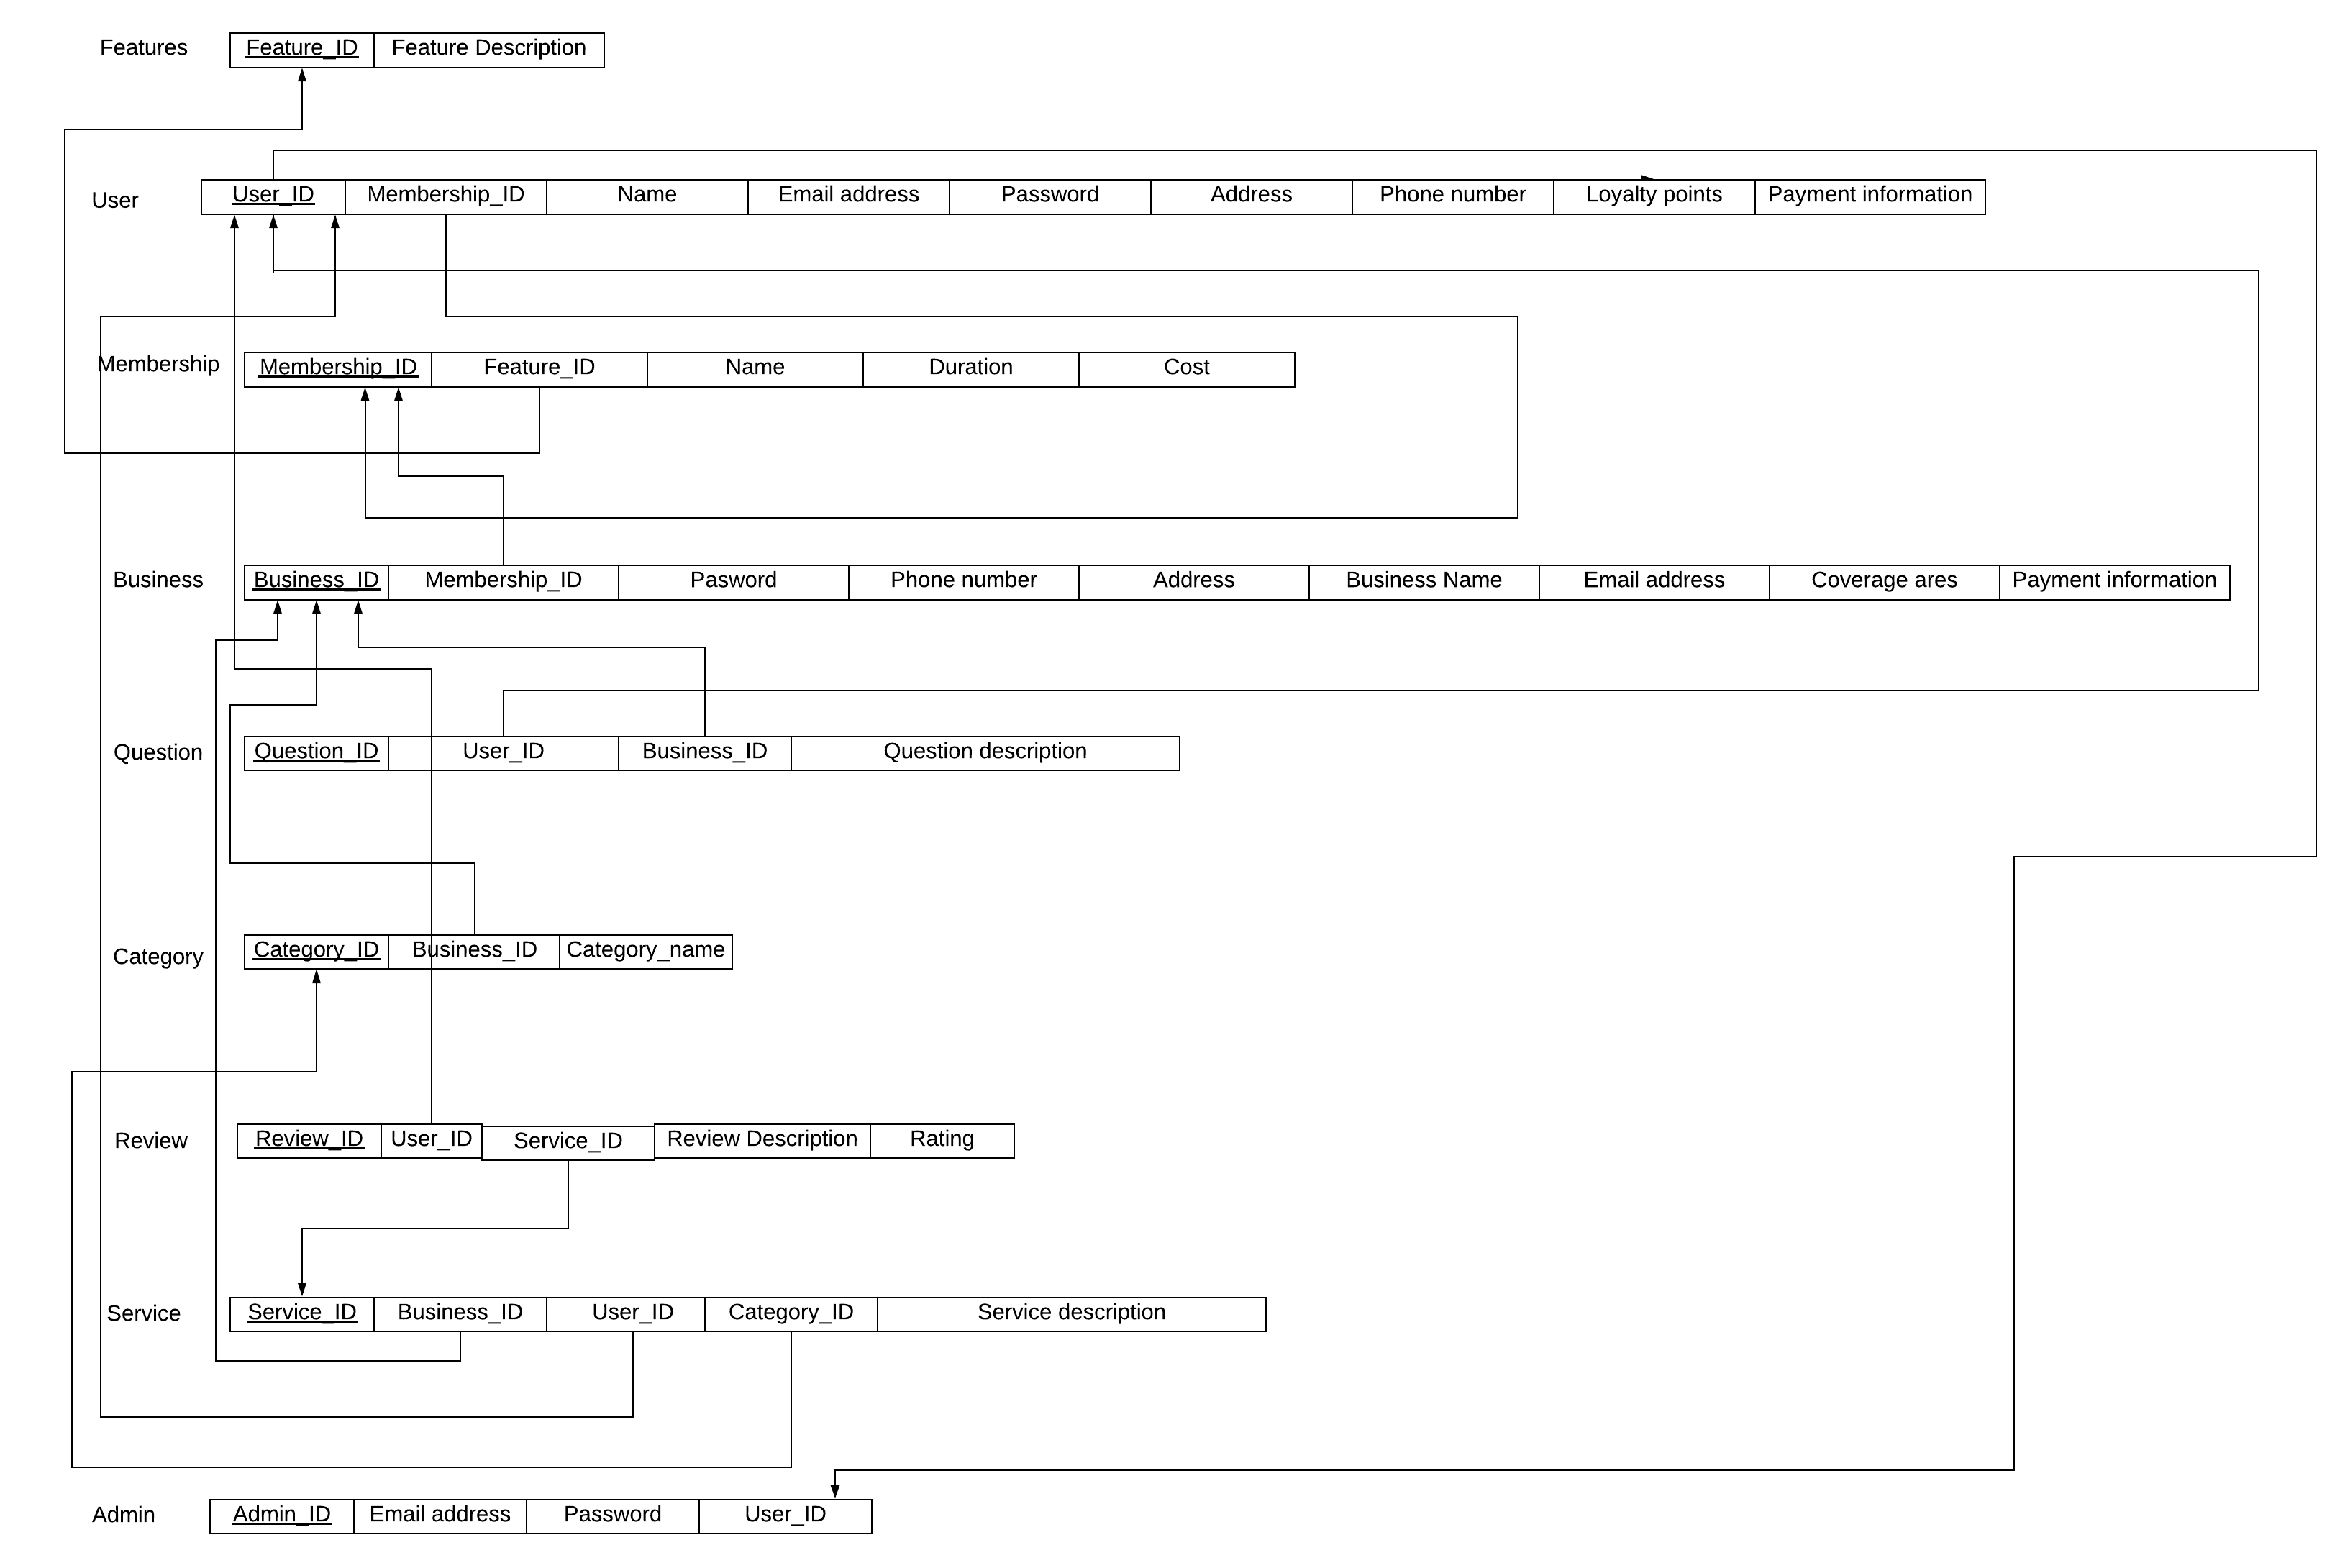 Features Feature_ID Feature Description
User User_ID Membership_ID Name Email address Password Address Phone number Loyalty points Payment information
Membership Membership_ID Feature_ID Name Duration Cost
Business Business_ID Membership_ID Pasword Phone number Address Business Name Email address Coverage ares Payment information
Question Question_ID User_ID Business_ID Question description
Category Category_ID Business_ID Category_name
Review Review_ID User_ID Service_ID Review Description Rating
Service Service_ID Business_ID User_ID Category_ID Service description
Admin Admin_ID Email address Password User_ID